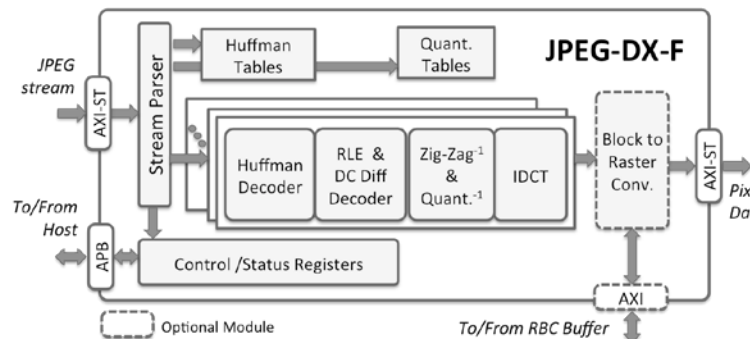 JPEG-DX-F
JPEG
stream
AXI-ST
Stream Parser
Huffman
Tables
Quant.
Tables
Huffman
Decoder
RLE &
DC Diff
Decoder
Zig-Zag⁻¹
&
Quant.⁻¹
IDCT
Block to
Raster
Conv.
AXI-ST
Pix
Da
To/From
Host
APB
Control /Status Registers
AXI
Optional Module
To/From RBC Buffer